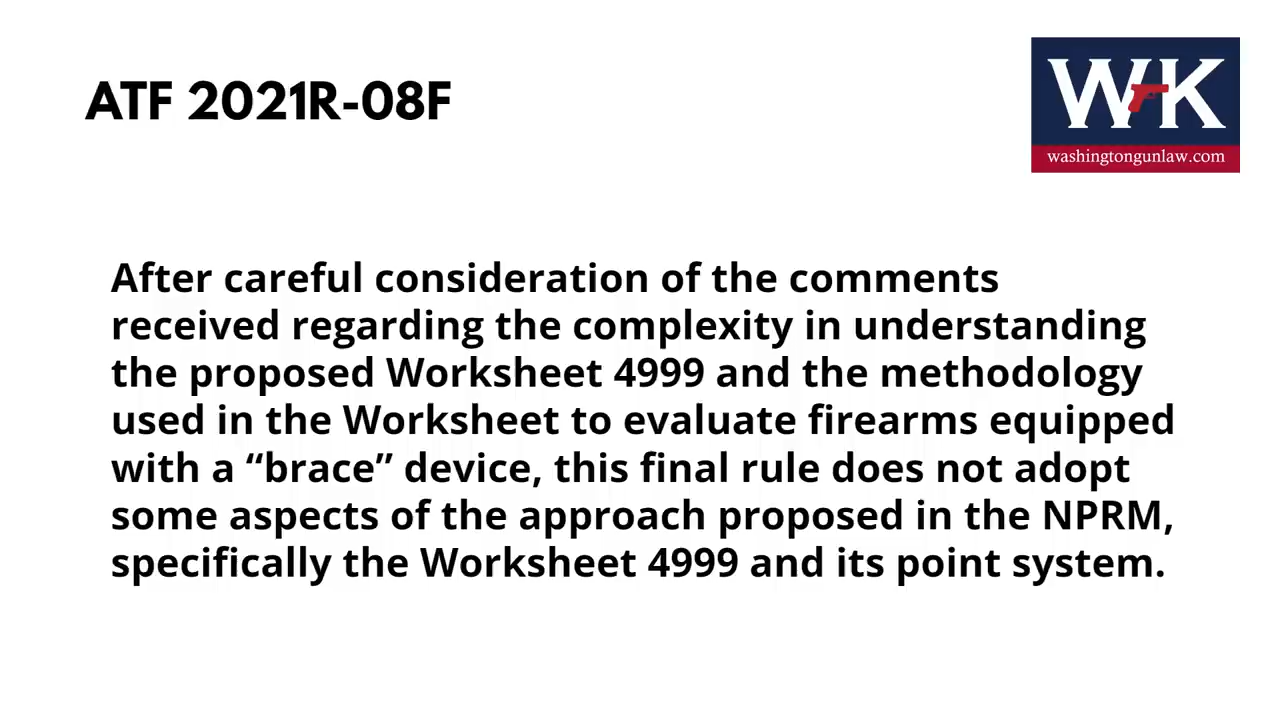 ATF 2021R-08F
WK
washingtongunlaw.com
After careful consideration of the comments
received regarding the complexity in understanding
the proposed Worksheet 4999 and the methodology
used in the Worksheet to evaluate firearms equipped
with a “brace” device, this final rule does not adopt
some aspects of the approach proposed in the NPRM,
specifically the Worksheet 4999 and its point system.